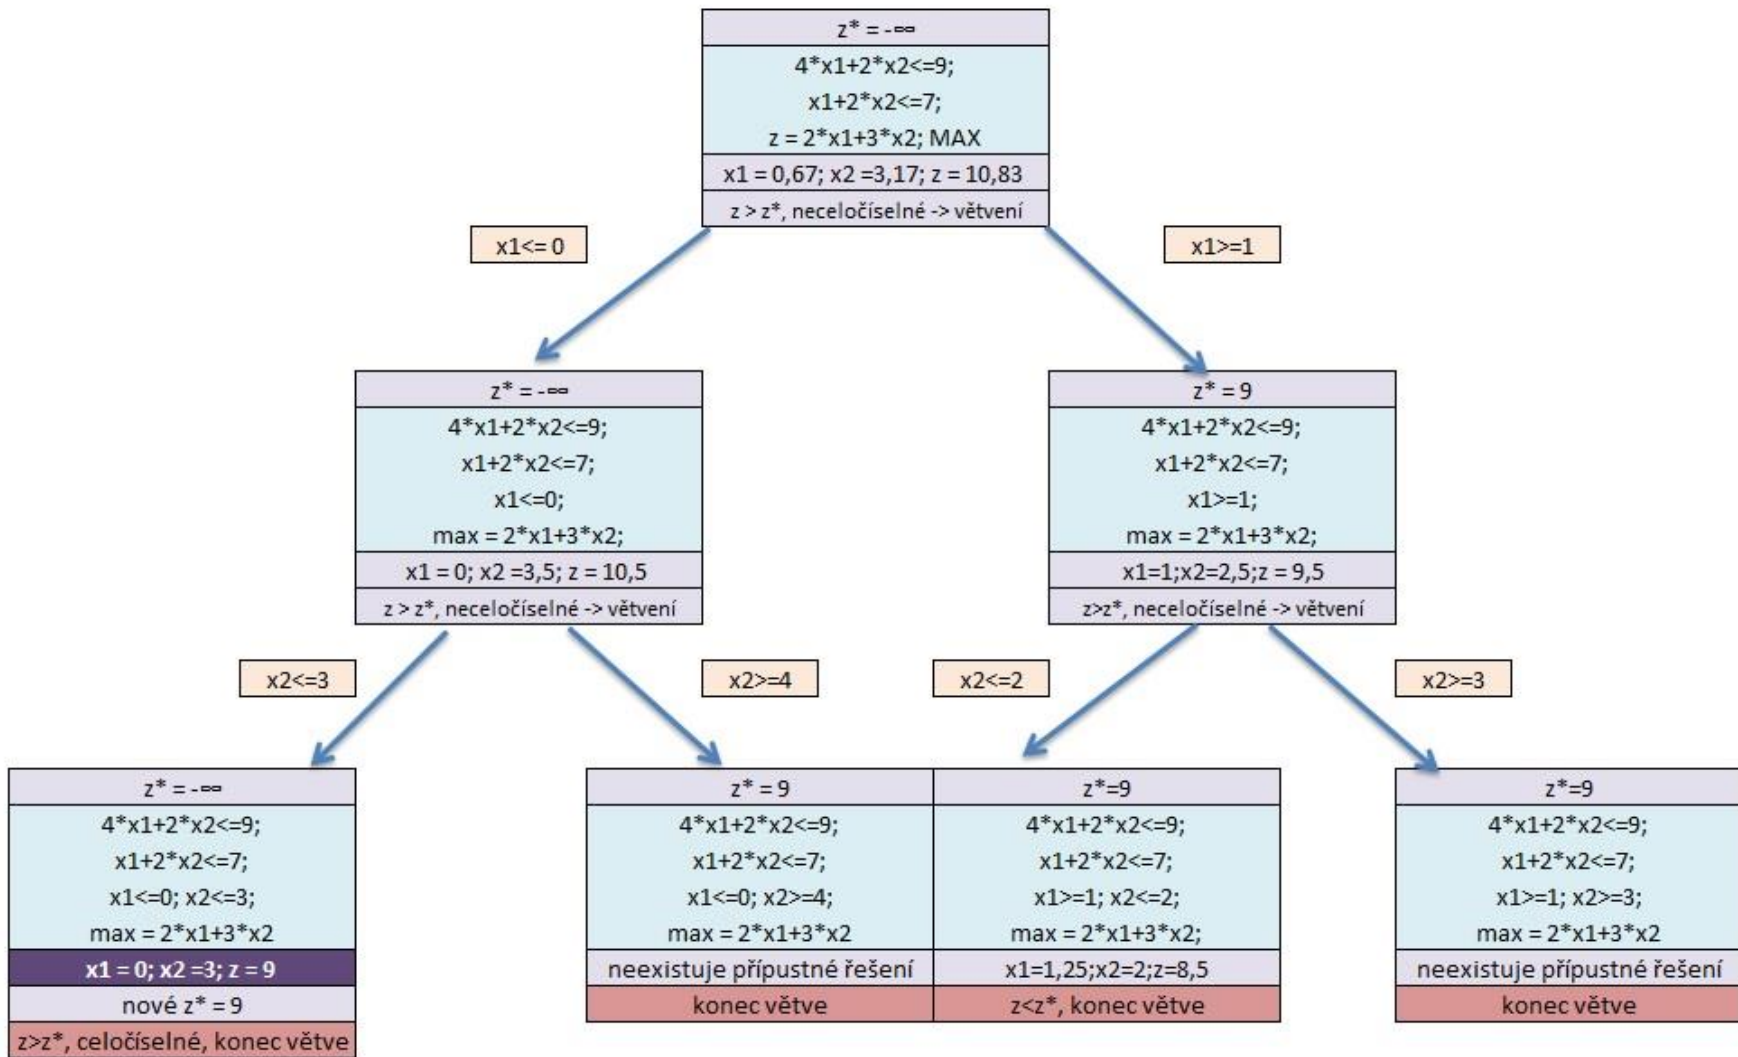 z* = -∞
4*x1+2*x2<=9;
x1+2*x2<=7;
z = 2*x1+3*x2; MAX
x1 = 0,67; x2 =3,17; z = 10,83
z > z*, neceločíselné -> větvení
x1<= 0
x1>=1
z* = -∞
4*x1+2*x2<=9;
x1+2*x2<=7;
x1<=0;
max = 2*x1+3*x2;
x1 = 0; x2 =3,5; z = 10,5
z > z*, neceločíselné -> větvení
z* = 9
4*x1+2*x2<=9;
x1+2*x2<=7;
x1>=1;
max = 2*x1+3*x2;
x1=1;x2=2,5;z = 9,5
z>z*, neceločíselné -> větvení
x2<=3
x2>=4
x2<=2
x2>=3
z* = -∞
4*x1+2*x2<=9;
x1+2*x2<=7;
x1<=0; x2<=3;
max = 2*x1+3*x2
x1 = 0; x2 =3; z = 9
nové z* = 9
z>z*, celočíselné, konec větve
z* = 9
4*x1+2*x2<=9;
x1+2*x2<=7;
x1<=0; x2>=4;
max = 2*x1+3*x2
neexistuje přípustné řešení
konec větve
z*=9
4*x1+2*x2<=9;
x1+2*x2<=7;
x1>=1; x2<=2;
max = 2*x1+3*x2;
x1=1,25;x2=2;z=8,5
z<z*, konec větve
z*=9
4*x1+2*x2<=9;
x1+2*x2<=7;
x1>=1; x2>=3;
max = 2*x1+3*x2
neexistuje přípustné řešení
konec větve